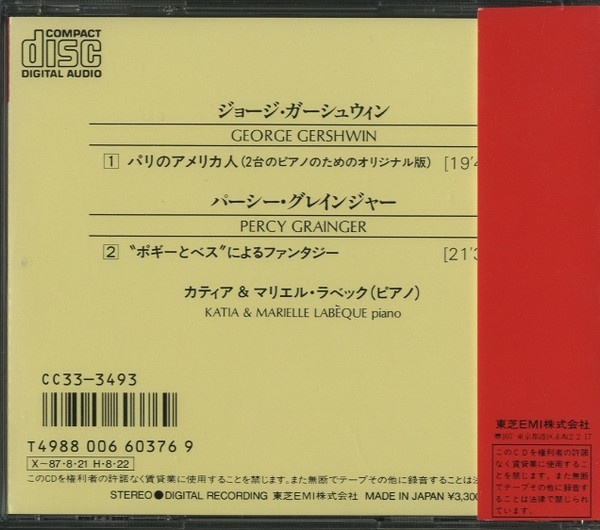 COMPACT
disc
DIGITAL AUDIO
ジョージ・ガーシュウィン
GEORGE GERSHWIN
1 パリのアメリカ人(2台のピアノのためのオリジナル版) [19'4
パーシー・グレインジャー
PERCY GRAINGER
2 “ポギーとベス”によるファンタジー [21'3
カティア & マリエル・ラベック(ピアノ)
KATIA & MARIELLE LABÈQUE piano
CC33-3493
T4988 006 60376 9
X-87・8・21 H・8・22
このCDを権利者の許諾なく賃貸業に使用することを禁じます。また無断でテープその他に録音することは法
STEREO●DIGITAL RECORDING 東芝EMI株式会社 MADE IN JAPAN ¥3,300
東芝EMI株式会社
〒107 東京都港区赤坂2-2-17
このCDを権利者の許諾
なく賃貸業に使用するこ
とを禁じます。また無断
でテープその他に録音す
ることは法律で禁じられ
ています。